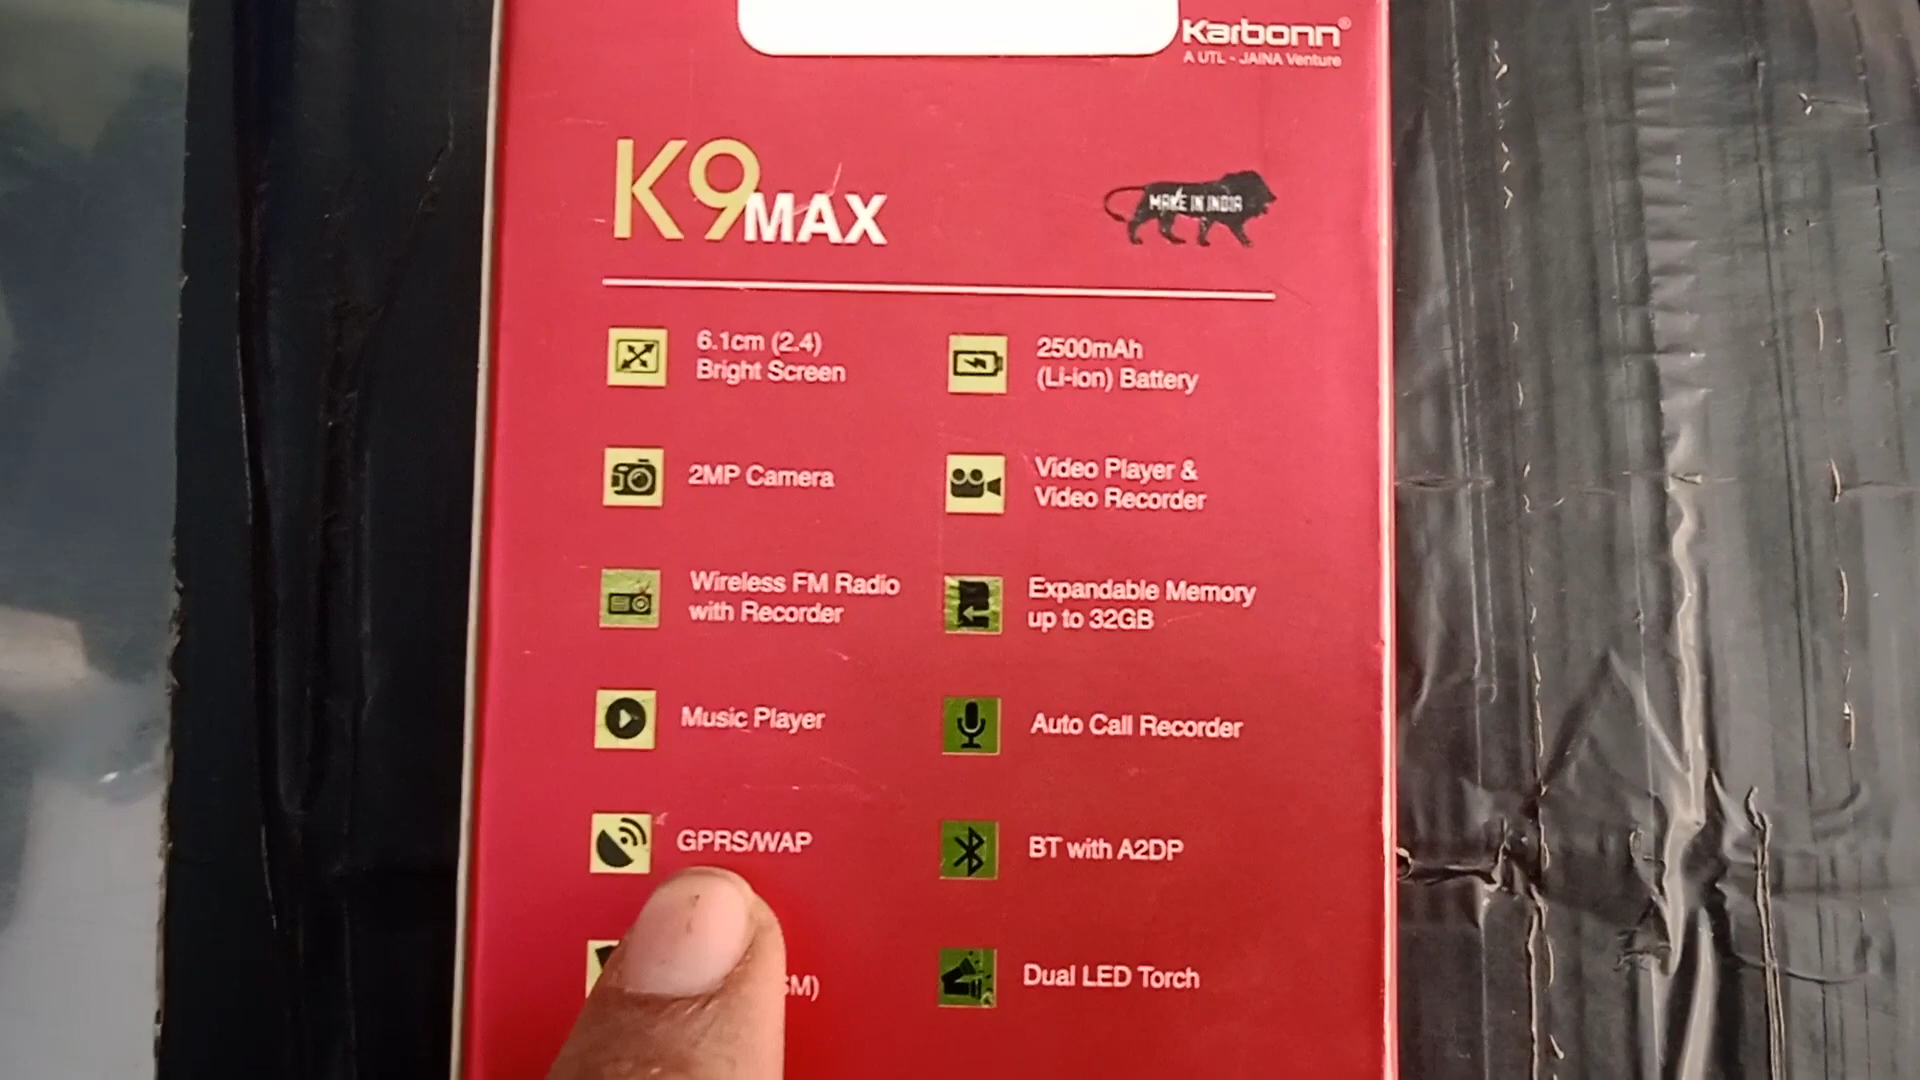 Karbonn®
A UTL - JAINA Venture
K9 MAX
MAKE IN INDIA
6.1cm (2.4)
Bright Screen
2500mAh
(Li-ion) Battery
2MP Camera
Video Player &
Video Recorder
Wireless FM Radio
with Recorder
Expandable Memory
up to 32GB
Music Player
Auto Call Recorder
GPRS/WAP
BT with A2DP
Dual LED Torch